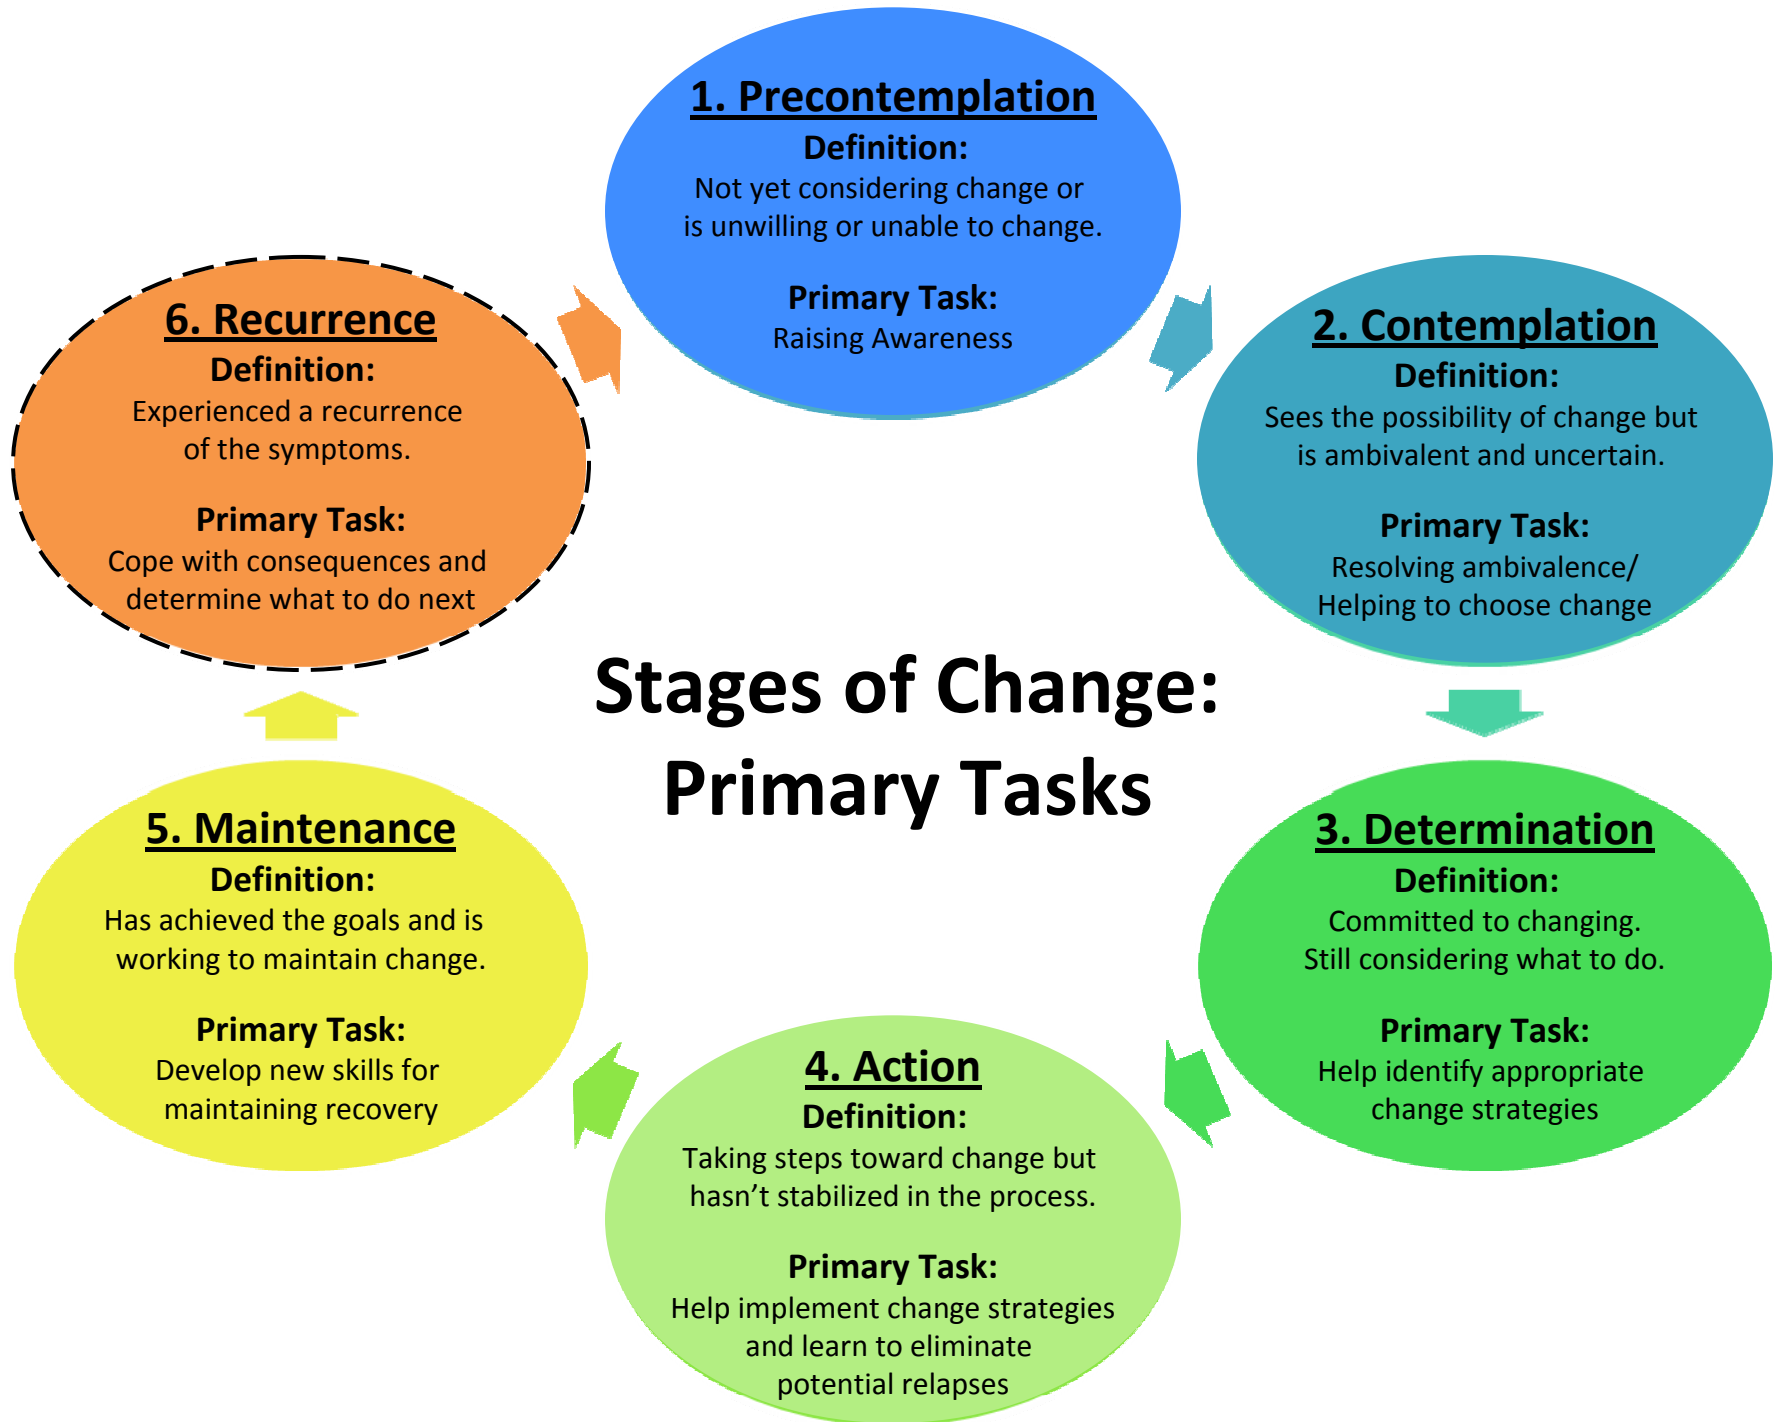 1. Precontemplation
Definition:
Not yet considering change or
is unwilling or unable to change.
Primary Task:
Raising Awareness
2. Contemplation
Definition:
Sees the possibility of change but
is ambivalent and uncertain.
Primary Task:
Resolving ambivalence/
Helping to choose change
3. Determination
Definition:
Committed to changing.
Still considering what to do.
Primary Task:
Help identify appropriate
change strategies
4. Action
Definition:
Taking steps toward change but
hasn’t stabilized in the process.
Primary Task:
Help implement change strategies
and learn to eliminate
potential relapses
5. Maintenance
Definition:
Has achieved the goals and is
working to maintain change.
Primary Task:
Develop new skills for
maintaining recovery
6. Recurrence
Definition:
Experienced a recurrence
of the symptoms.
Primary Task:
Cope with consequences and
determine what to do next
Stages of Change:
Primary Tasks